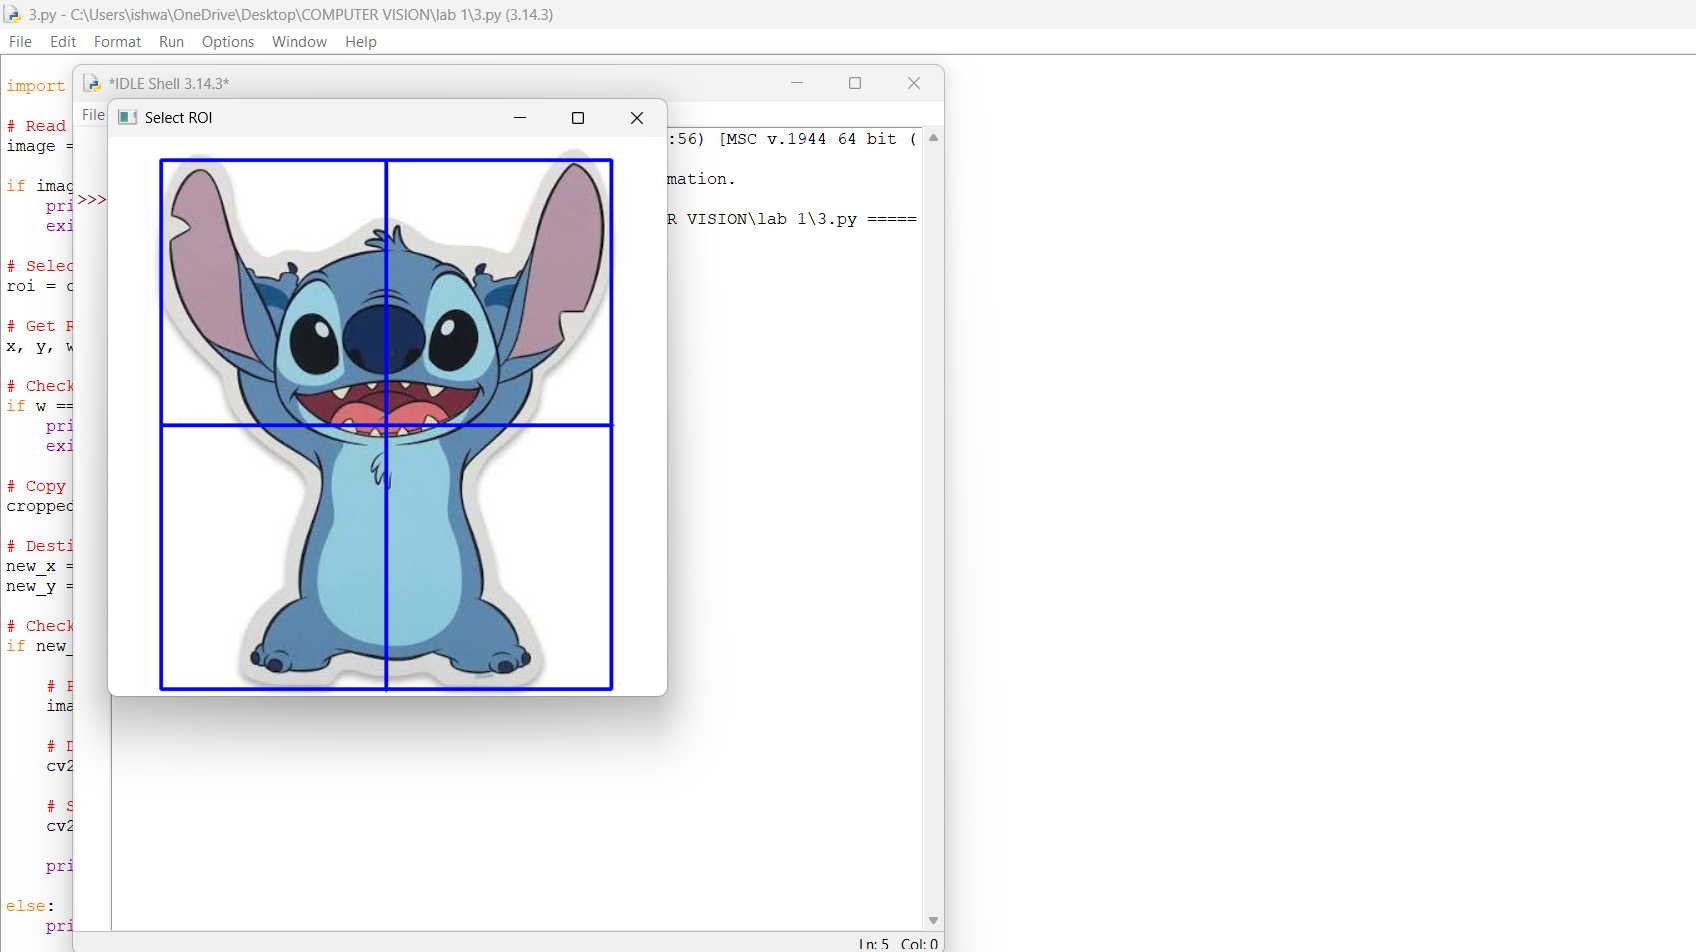 3.py - C:\Users\ishwa\OneDrive\Desktop\COMPUTER VISION\lab 1\3.py (3.14.3)
File Edit Format Run Options Window Help
import
# Read
image =
if imag
pri
exi
# Selec
roi = c
# Get R
x, y, w
# Check
if w ==
pri
exi
# Copy
cropped
# Desti
new_x =
new_y =
# Check
if new_
# E
ima
# D
cv2
# S
cv2
pri
else:
pri
*IDLE Shell 3.14.3*
File
Select ROI
:56) [MSC v.1944 64 bit (
mation.
>>>
R VISION\lab 1\3.py =====
Ln: 5 Col: 0